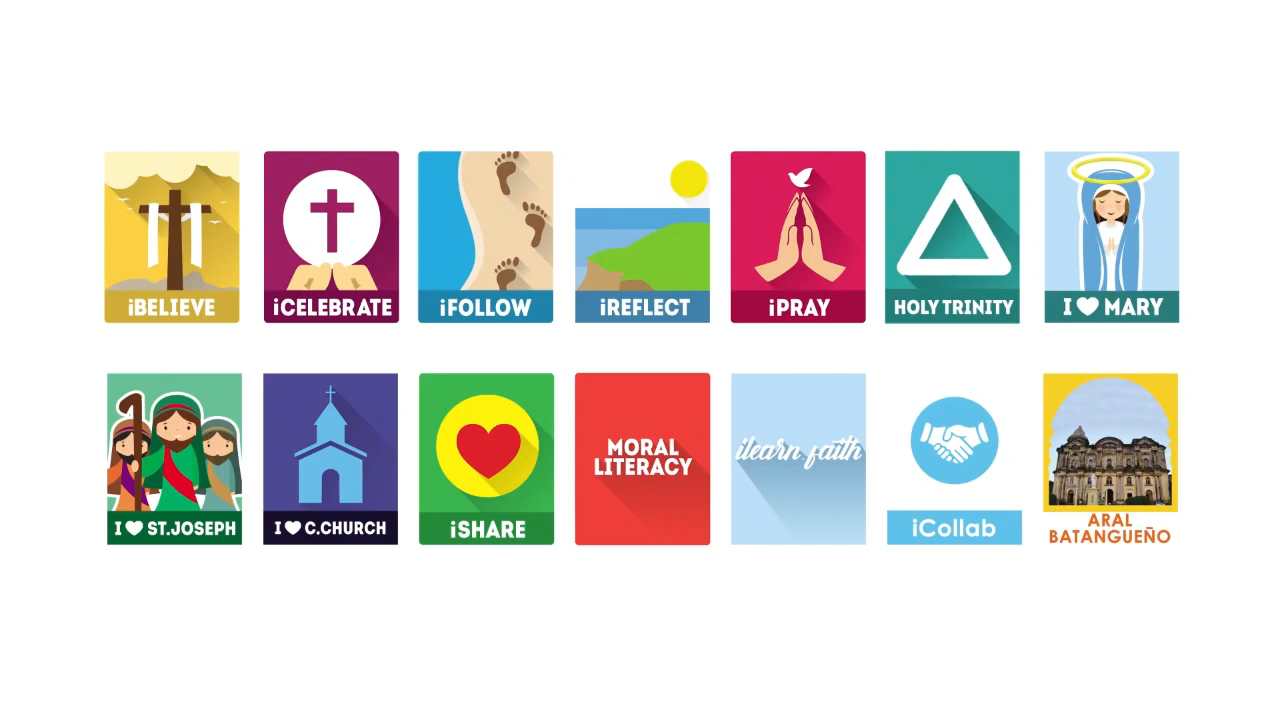 iBELIEVE
iCELEBRATE
iFOLLOW
iREFLECT
iPRAY
HOLY TRINITY
I ♥ MARY
I ♥ ST.JOSEPH
I ♥ C.CHURCH
iSHARE
MORAL
LITERACY
ilearn.faith
iCollab
ARAL
BATANGUEÑO